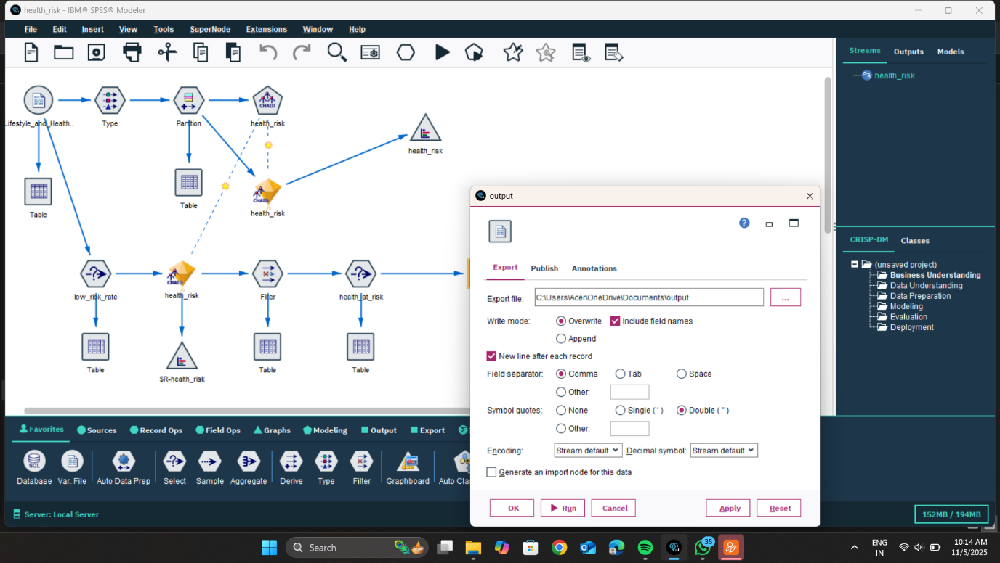 health_risk - IBM® SPSS® Modeler
File Edit Insert View Tools SuperNode Extensions Window Help
Streams Outputs Models
health_risk
Lifestyle_and_Health.. Type Partition CHAID health_risk
health_risk
Table Table CHAID health_risk
output
Export Publish Annotations
Export file: C:\Users\Acer\OneDrive\Documents\output ...
Write mode: Overwrite Include field names
Append
New line after each record
Field separator: Comma Tab Space
Other:
Symbol quotes: None Single ( ' ) Double ( " )
Other:
Encoding: Stream default Decimal symbol: Stream default
Generate an import node for this data
OK Run Cancel Apply Reset
low_risk_rate CHAID health_risk Filter health_at_risk
Table $R-health_risk Table Table
CRISP-DM Classes
(unsaved project)
Business Understanding
Data Understanding
Data Preparation
Modeling
Evaluation
Deployment
Favorites Sources Record Ops Field Ops Graphs Modeling Output Export
SQL
Database Var. File Auto Data Prep Select Sample Aggregate Derive Type Filter Graphboard Auto Clas
Server: Local Server
152MB / 194MB
Search
35
ENG
IN
10:14 AM
11/5/2025